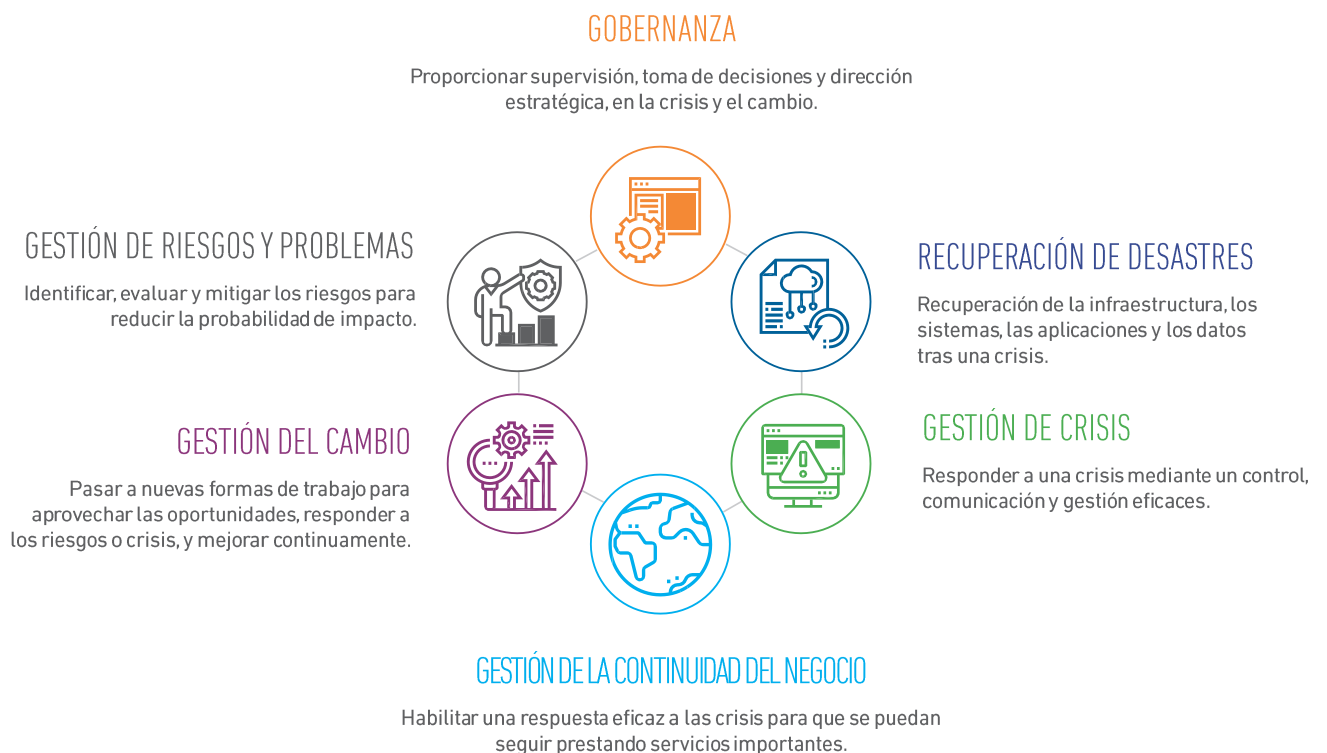 GOBERNANZA
Proporcionar supervisión, toma de decisiones y dirección
estratégica, en la crisis y el cambio.
GESTIÓN DE RIESGOS Y PROBLEMAS
Identificar, evaluar y mitigar los riesgos para
reducir la probabilidad de impacto.
RECUPERACIÓN DE DESASTRES
Recuperación de la infraestructura, los
sistemas, las aplicaciones y los datos
tras una crisis.
GESTIÓN DEL CAMBIO
Pasar a nuevas formas de trabajo para
aprovechar las oportunidades, responder a
los riesgos o crisis, y mejorar continuamente.
GESTIÓN DE CRISIS
Responder a una crisis mediante un control,
comunicación y gestión eficaces.
GESTIÓN DE LA CONTINUIDAD DEL NEGOCIO
Habilitar una respuesta eficaz a las crisis para que se puedan
seguir prestando servicios importantes.